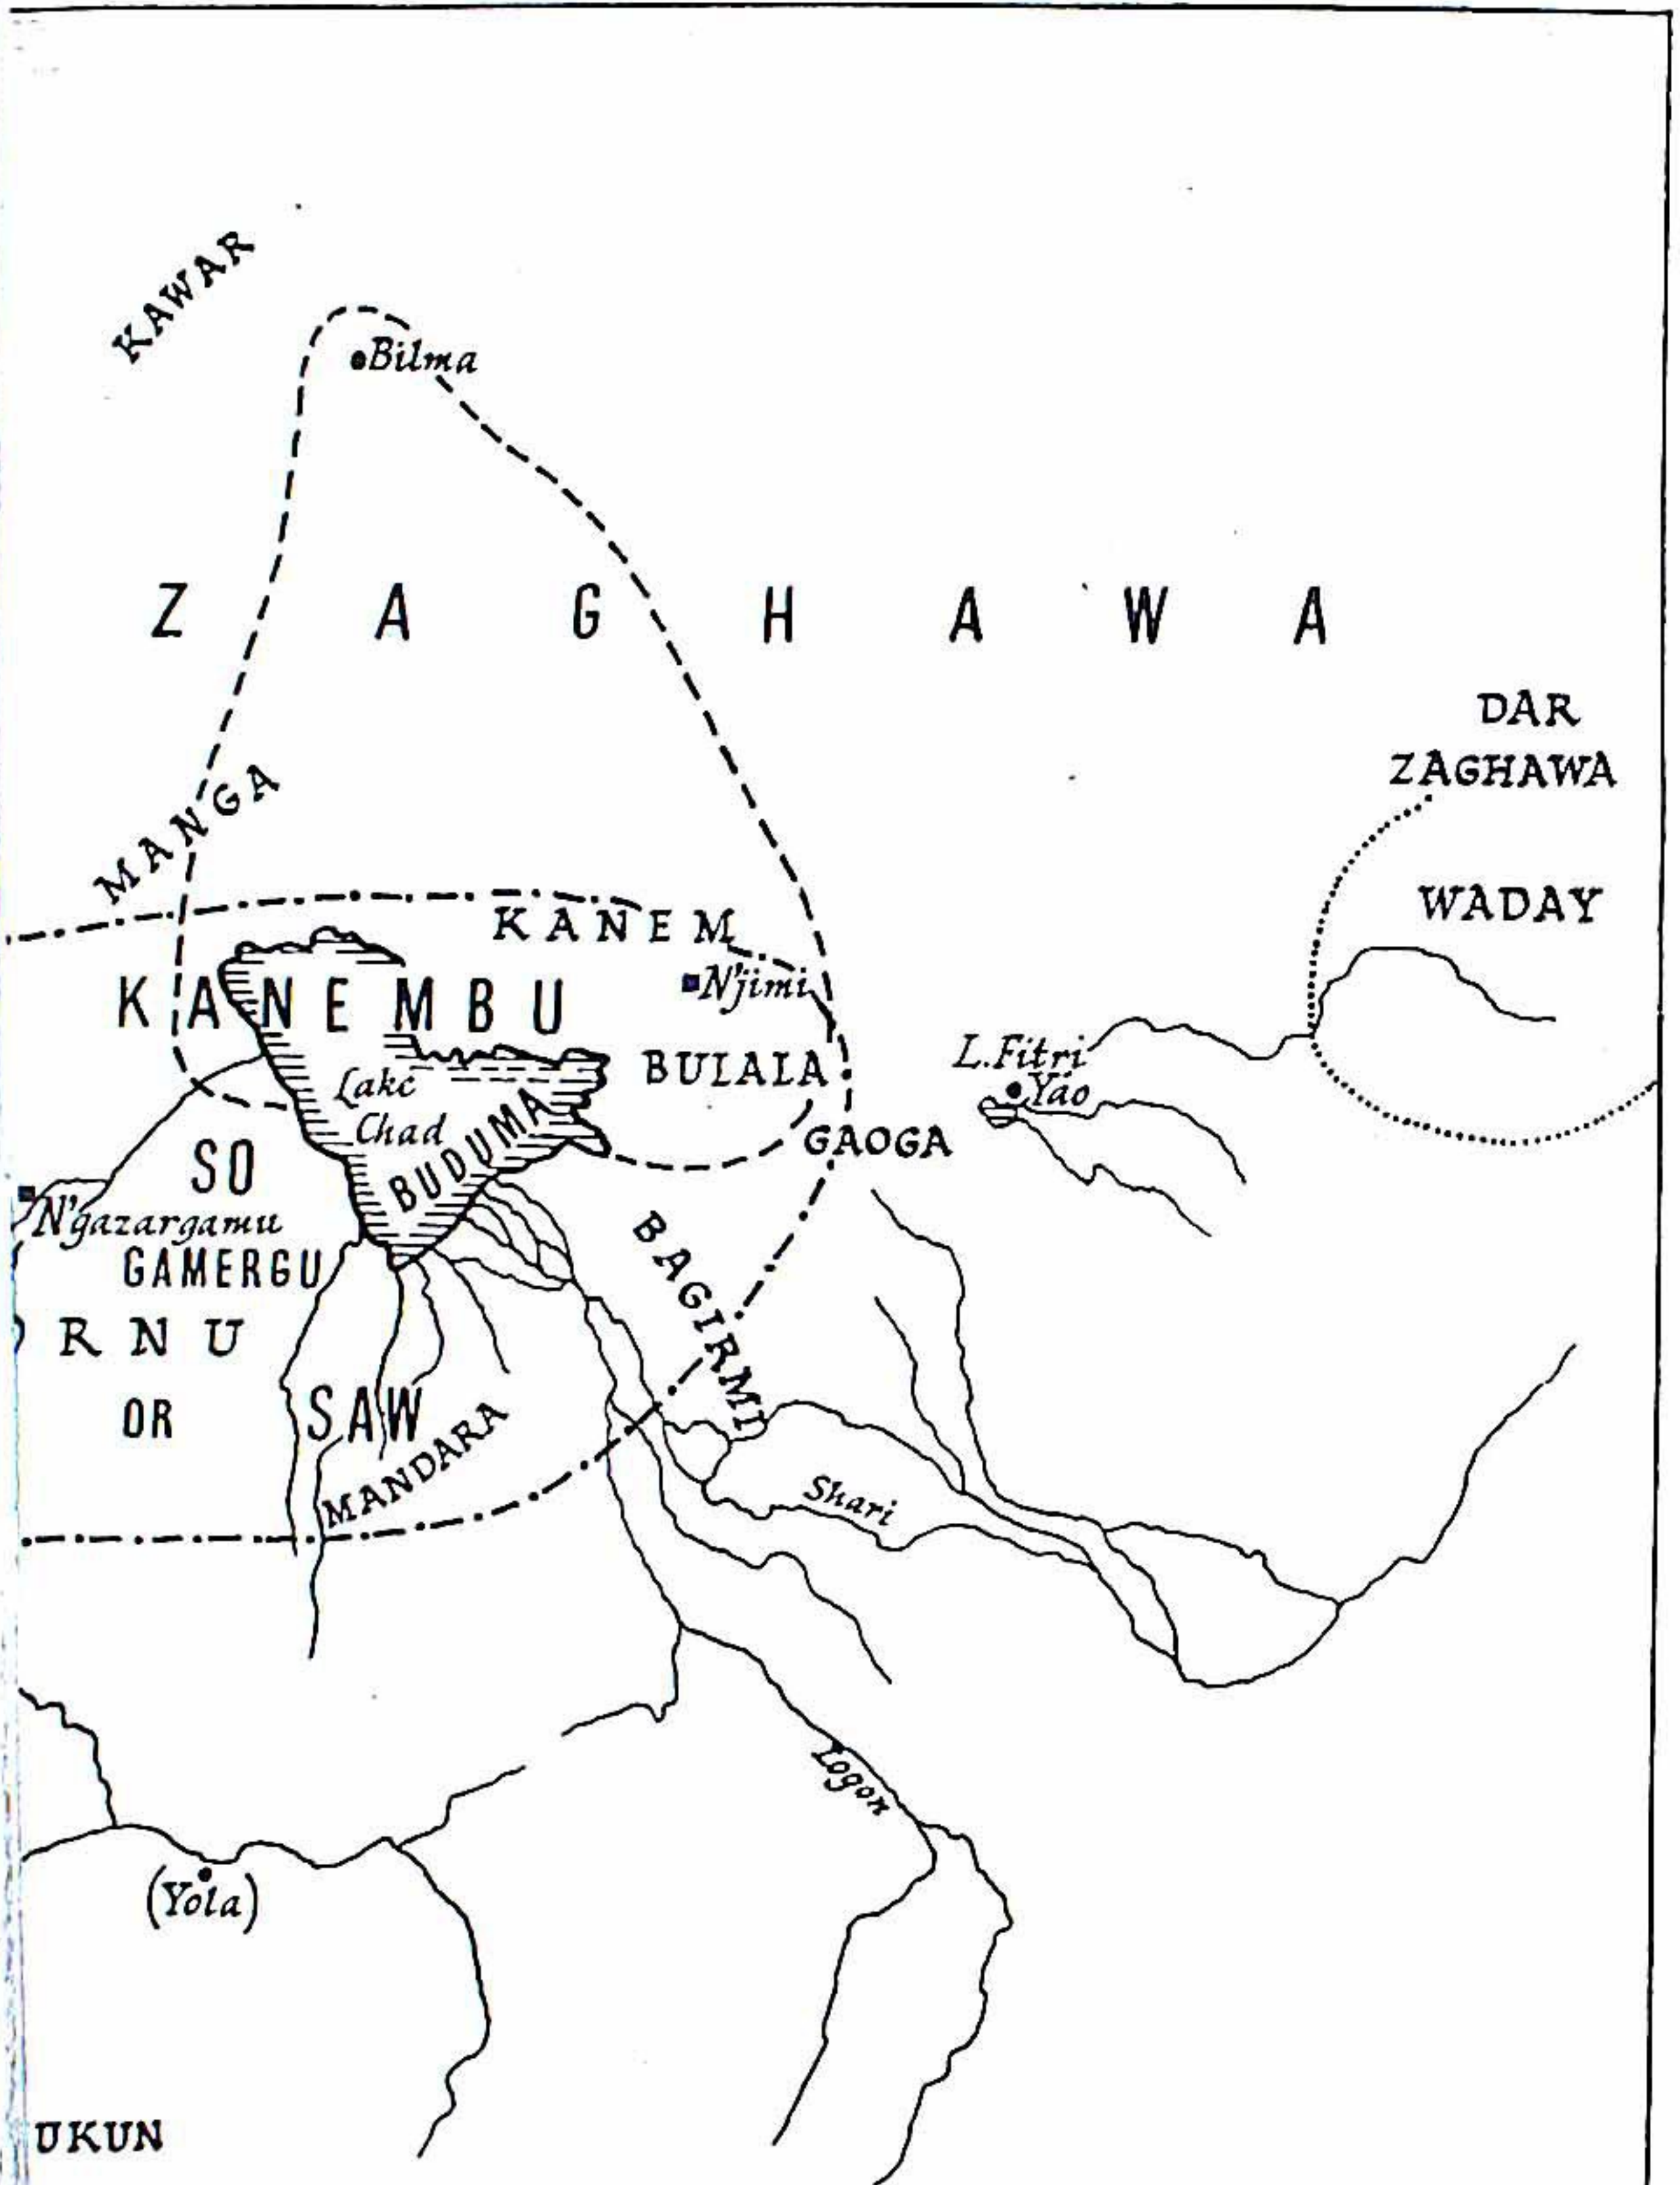 KAWAR
Bilma
Z A G H A W A
DAR
ZAGHAWA
MANGA
WADAY
KANEM
N'jimi
KANEMBU
L.Fitri
BULALA
Yao
Lake
Chad
BUDUMA
GAOGA
SO
N'gazargamu
GAMERGU
BAGIRMI
RNU
OR SAW
MANDARA
Shari
Logon
(Yola)
UKUN